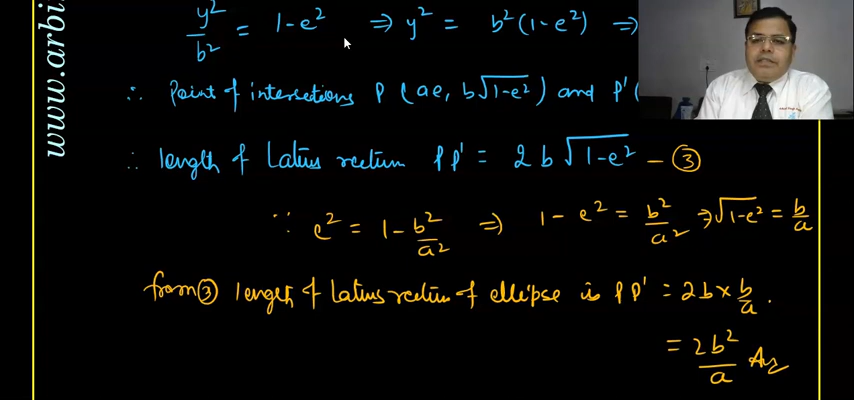 www.arbi
y²/b² = 1-e² ⇒ y² = b²(1-e²) ⇒
∴ Point of intersections P (ae, b√(1-e²)) and P'(
∴ length of Latus rectum PP' = 2b√(1-e²) — ③
∵ e² = 1 - b²/a² ⇒ 1 - e² = b²/a² ⇒ √(1-e²) = b/a
from ③ length of latus rectum of ellipse is PP' = 2b × b/a.
= 2b²/a Ans